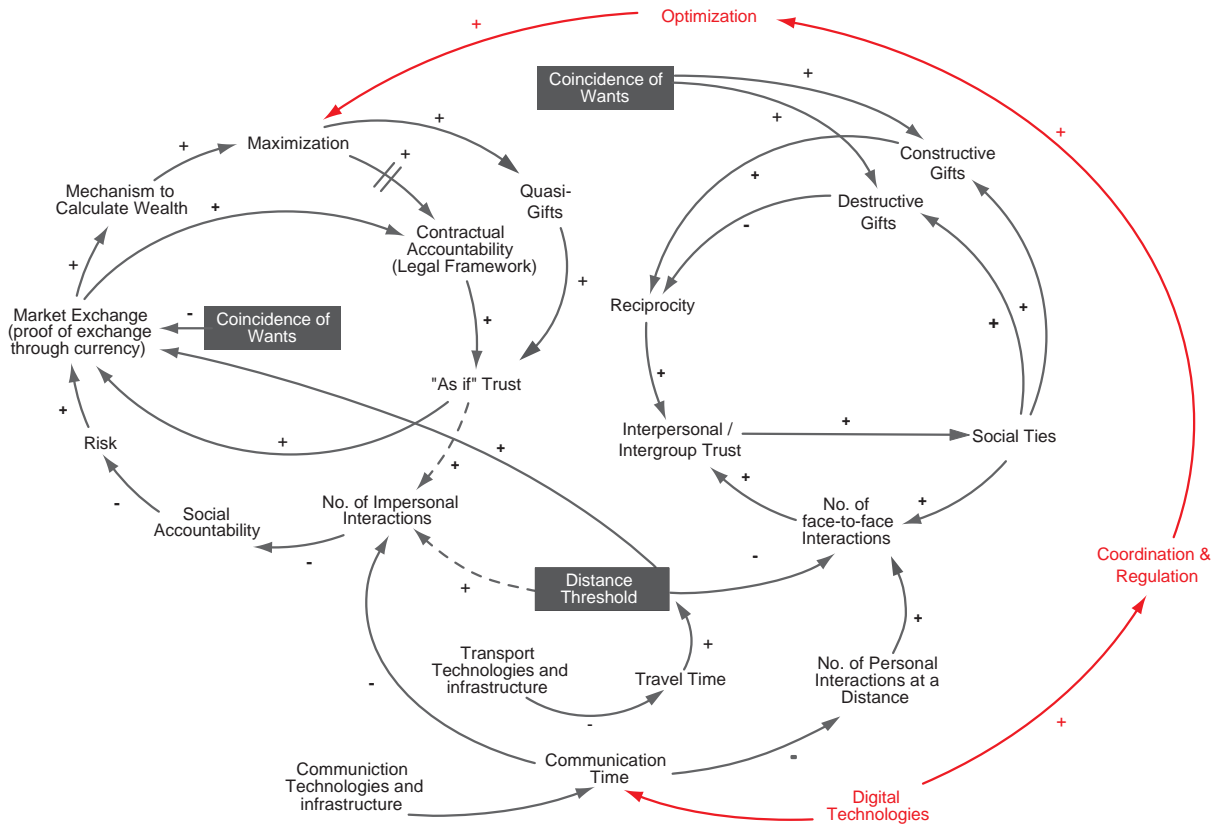 Optimization
+
Coincidence of
Wants
+
+
+
+
Maximization
+
+
Constructive
Gifts
+
Mechanism to
Calculate Wealth
Quasi-
Gifts
+
Destructive
Gifts
+
-
Contractual
Accountability
(Legal Framework)
+
+
Reciprocity
Market Exchange
(proof of exchange
through currency)
-
Coincidence of
Wants
+
+
+
"As if" Trust
+
+
Interpersonal /
Intergroup Trust
+
Social Ties
Risk
+
+
+
+
+
-
Social
Accountability
No. of Impersonal
Interactions
No. of
face-to-face
Interactions
-
-
Coordination &
Regulation
+
Distance
Threshold
+
Transport
Technologies and
infrastructure
+
Travel Time
No. of Personal
Interactions at a
Distance
-
-
+
Communication
Time
-
Communiction
Technologies and
infrastructure
Digital
Technologies